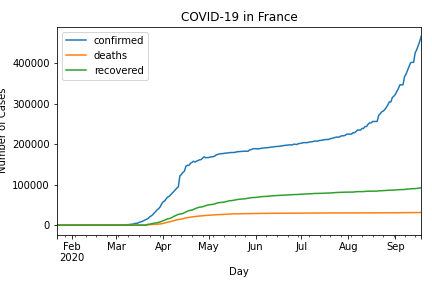 COVID-19 in France
confirmed
deaths
recovered
400000
300000
200000
100000
0
Number of Cases
Feb Mar Apr May Jun Jul Aug Sep
2020
Day